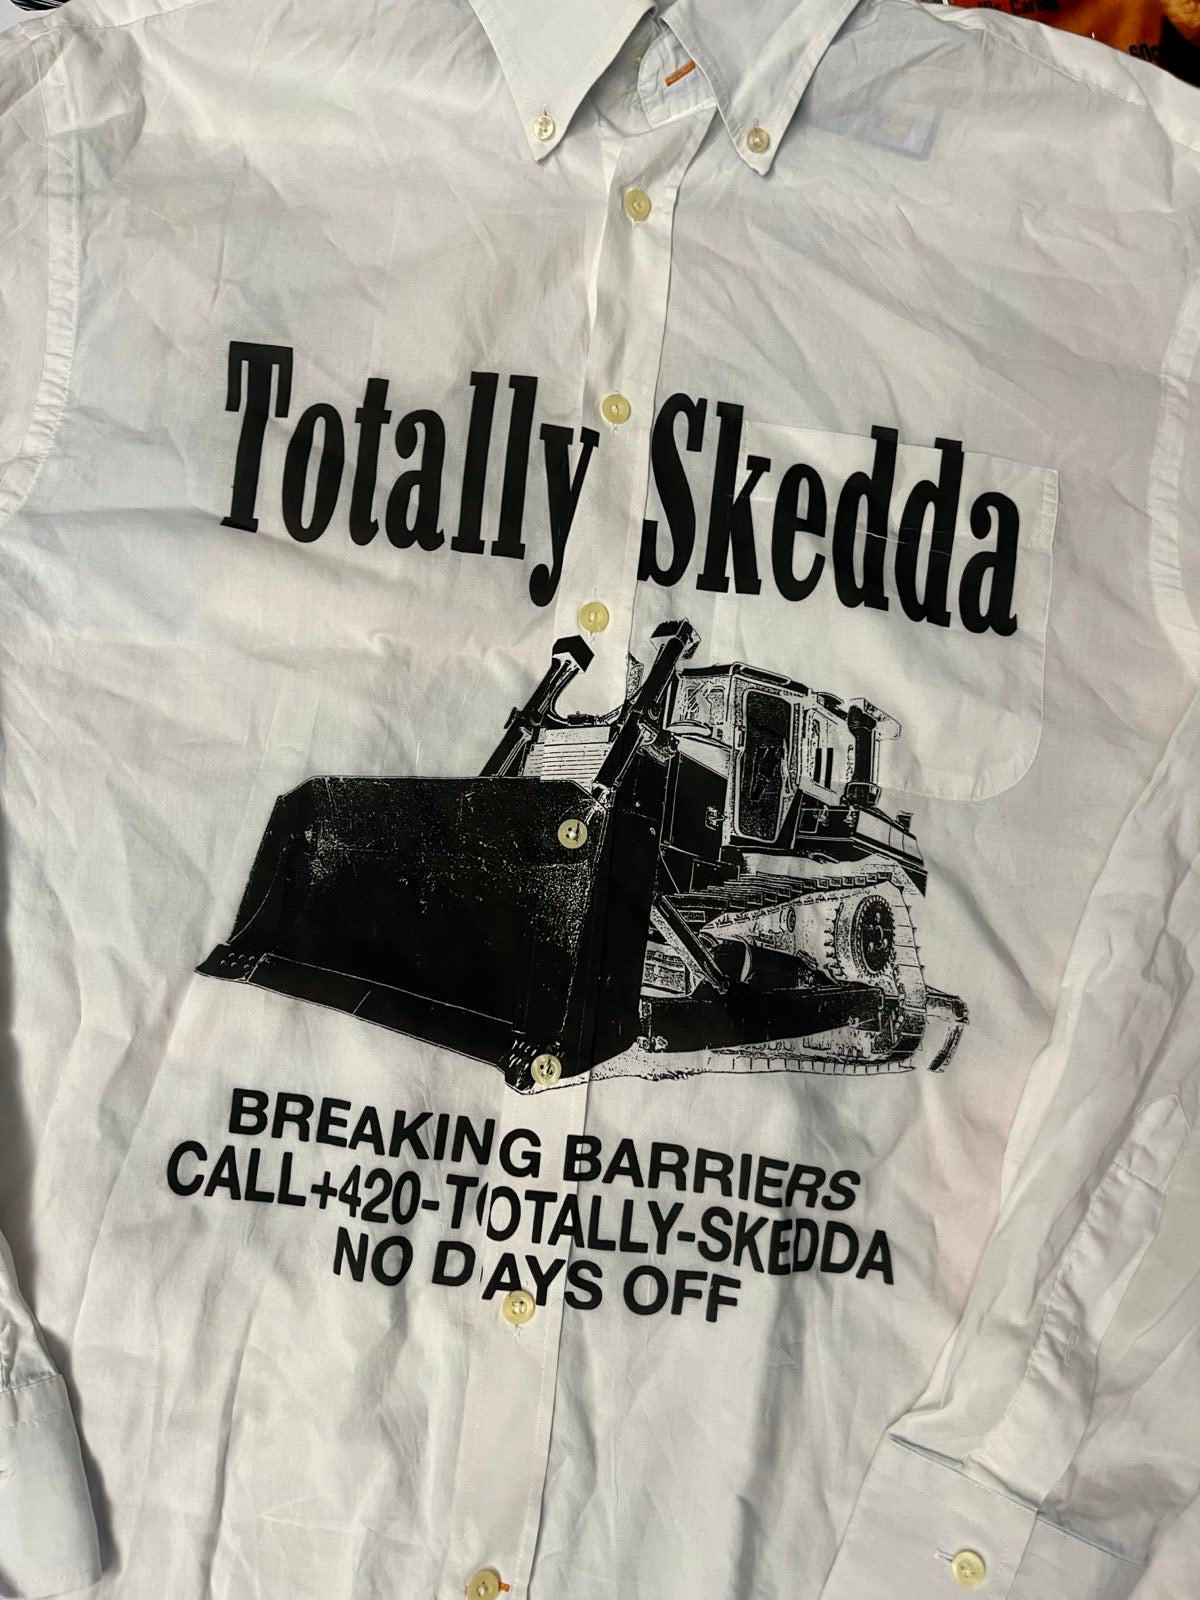 Totally Skedda
BREAKING BARRIERS
CALL+420-TOTALLY-SKEDDA
NO DAYS OFF